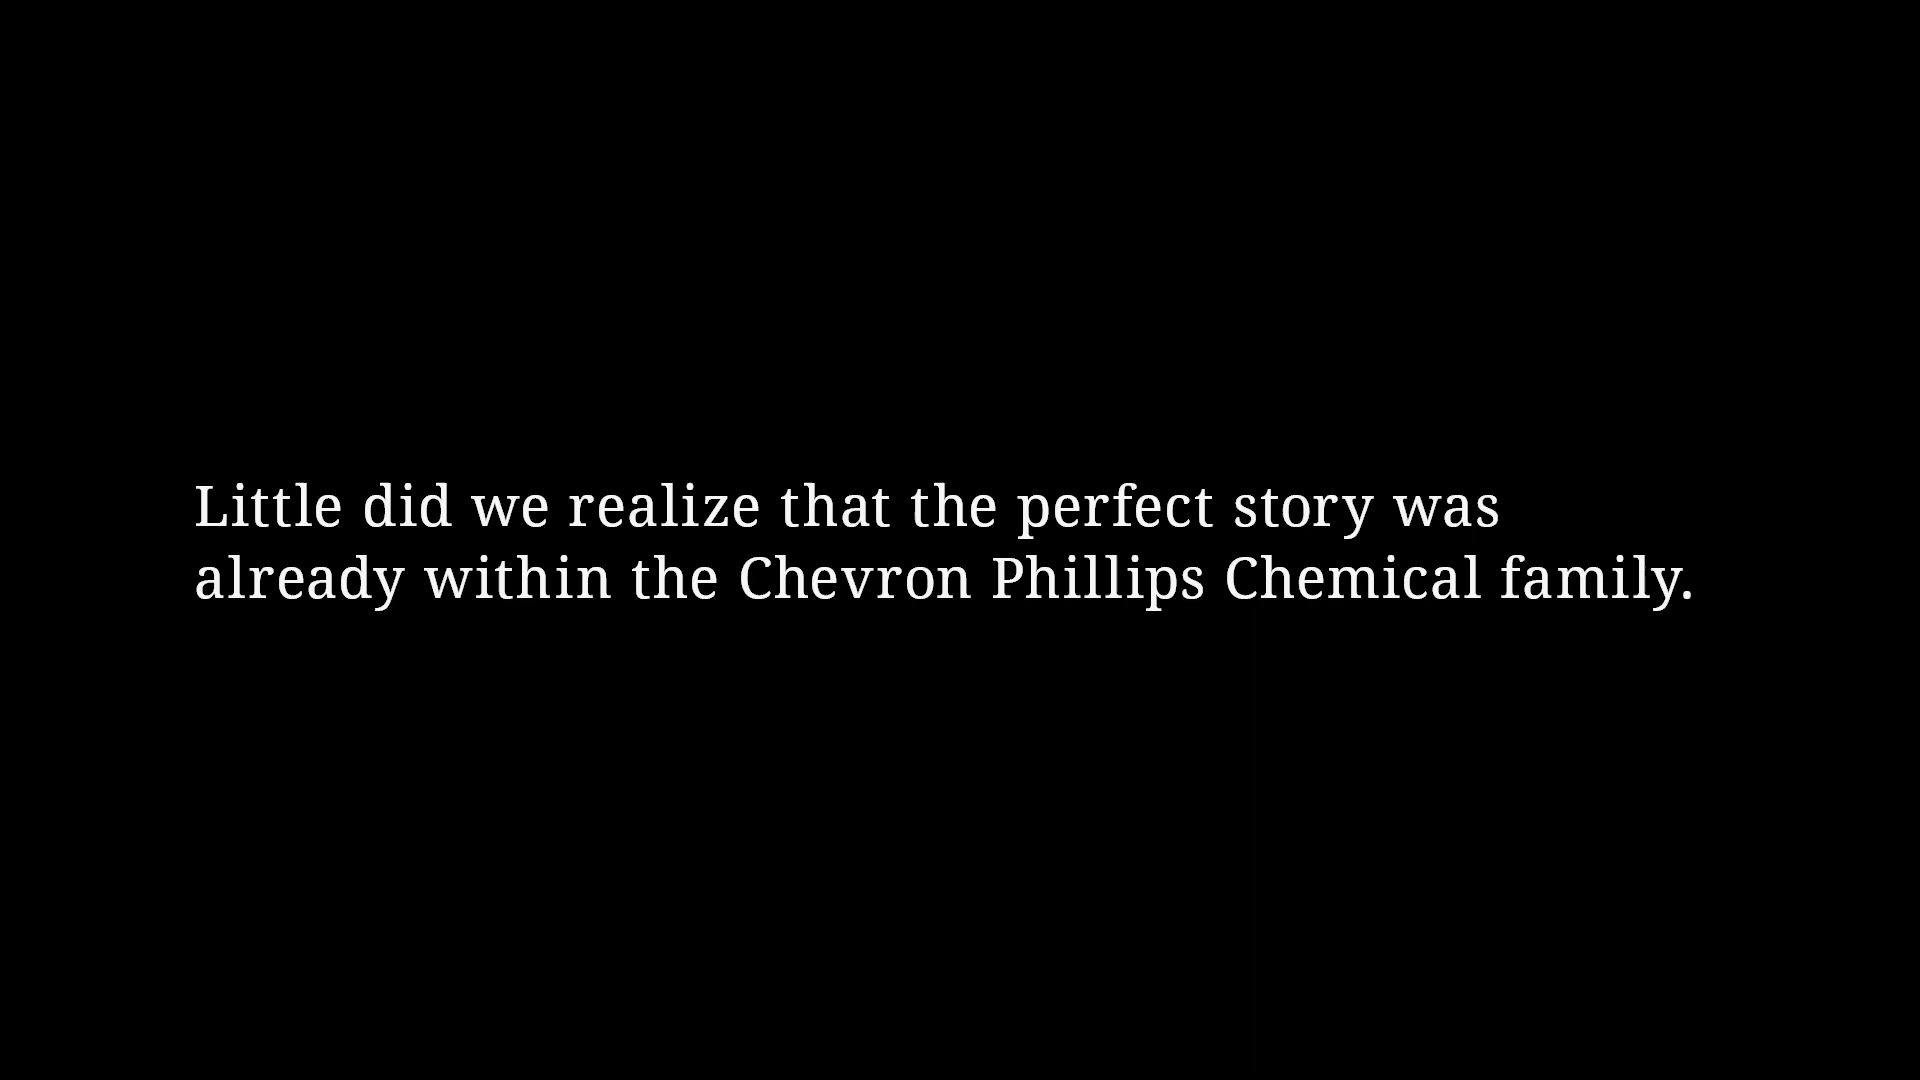 Little did we realize that the perfect story was
already within the Chevron Phillips Chemical family.